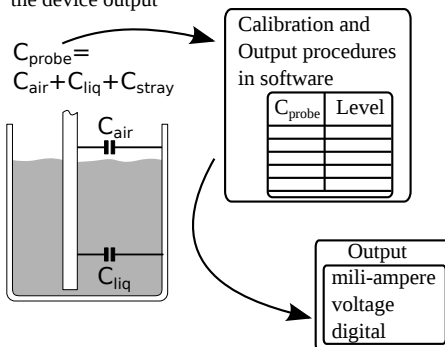 the device output
C_probe=
C_air+C_liq+C_stray
C_air
C_liq
Calibration and
Output procedures
in software
C_probe Level
Output
mili-ampere
voltage
digital